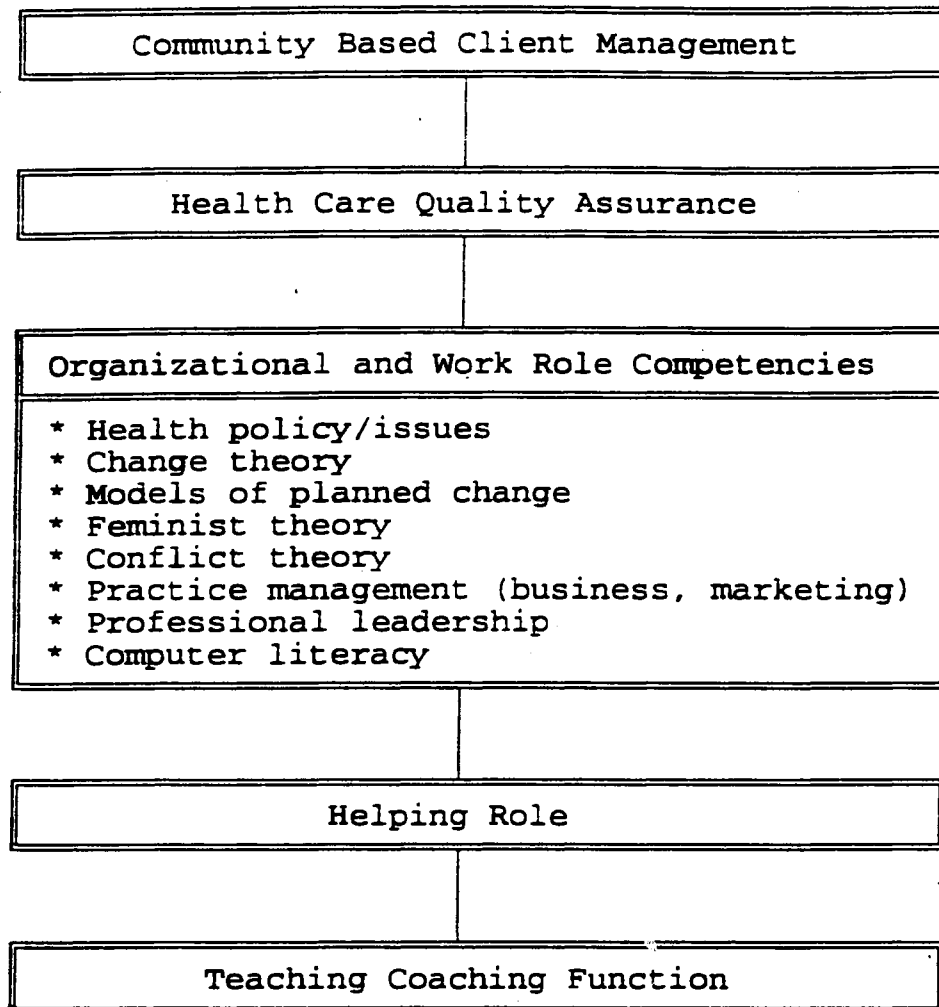 Community Based Client Management
Health Care Quality Assurance
Organizational and Work Role Competencies
* Health policy/issues
* Change theory
* Models of planned change
* Feminist theory
* Conflict theory
* Practice management (business, marketing)
* Professional leadership
* Computer literacy
Helping Role
Teaching Coaching Function